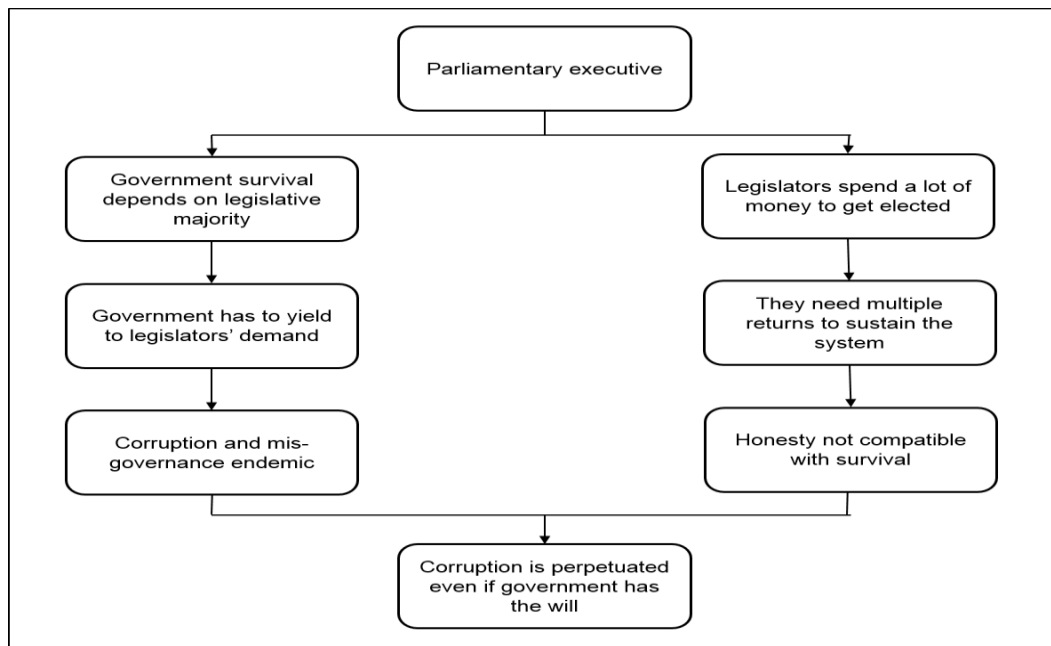 Parliamentary executive
Government survival
depends on legislative
majority
Legislators spend a lot of
money to get elected
Government has to yield
to legislators’ demand
They need multiple
returns to sustain the
system
Corruption and mis-
governance endemic
Honesty not compatible
with survival
Corruption is perpetuated
even if government has
the will